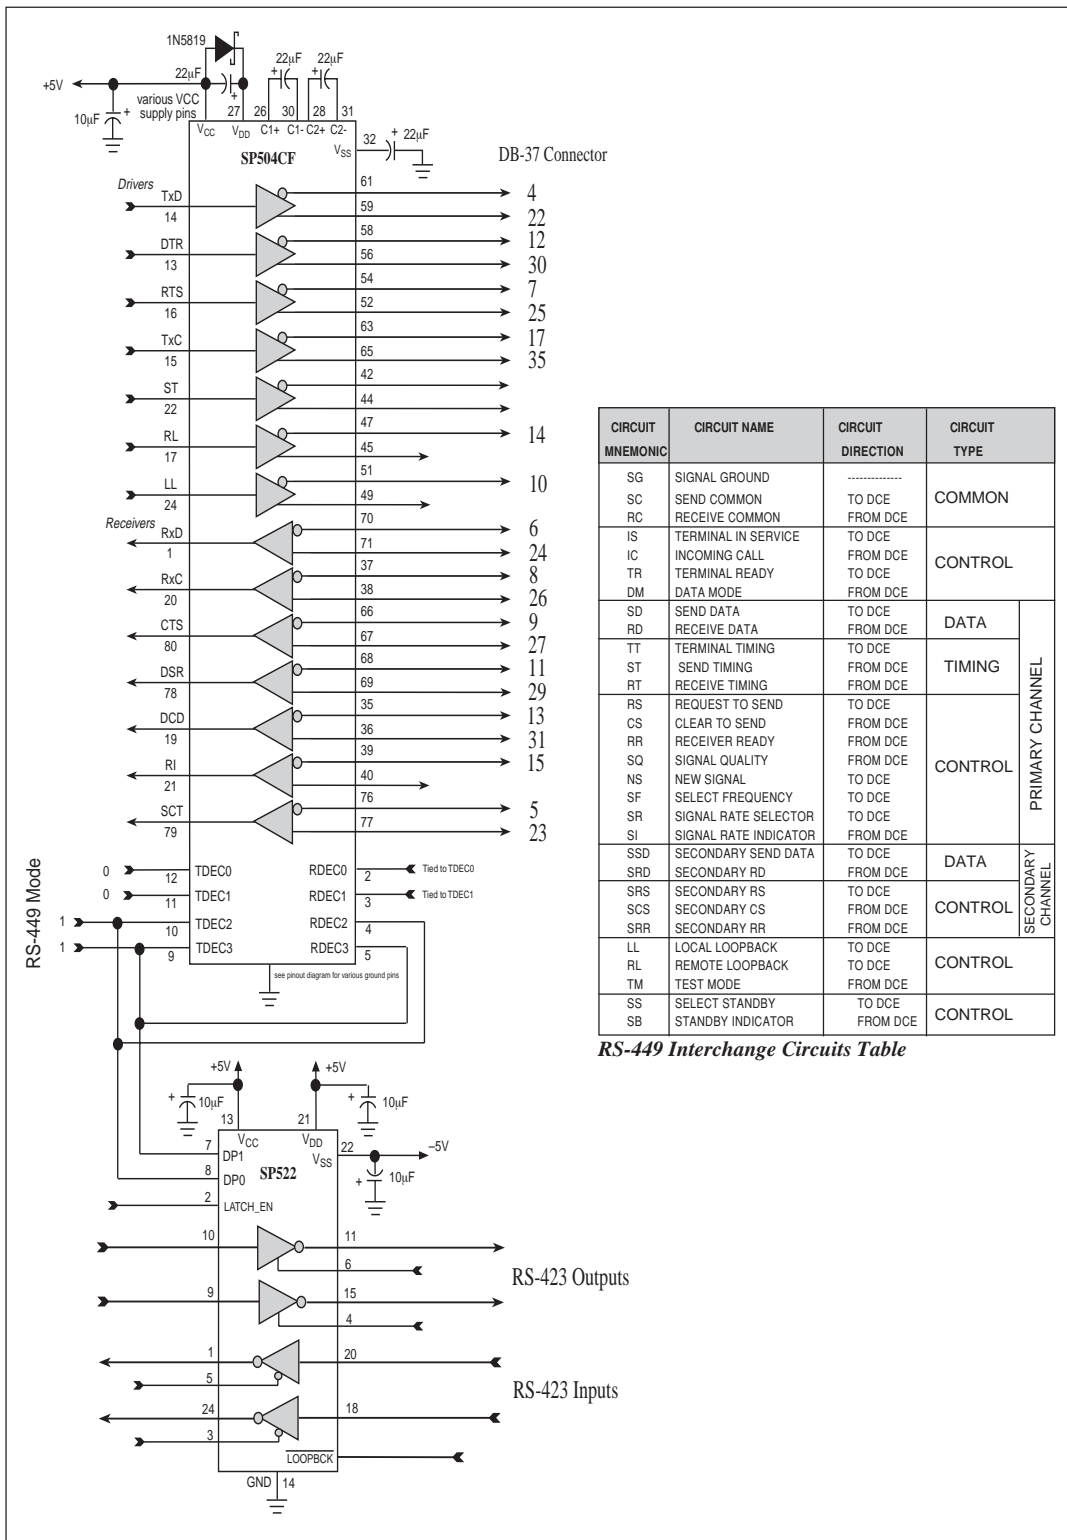 1N5819
22µF
22µF
22µF
+5V
10µF
+
various VCC
supply pins
27
26
30
28
31
VCC
VDD
C1+
C1-
C2+
C2-
SP504CF
VSS
32
22µF
DB-37 Connector
Drivers
TxD
14
61
59
4
22
DTR
13
58
56
12
30
RTS
16
54
52
7
25
TxC
15
63
65
17
35
ST
22
42
44
RL
17
47
45
14
LL
24
51
49
10
Receivers
RxD
1
70
71
6
24
RxC
20
37
38
8
26
CTS
80
66
67
9
27
DSR
78
68
69
11
29
DCD
19
35
36
13
31
RI
21
39
40
15
SCT
79
76
77
5
23
RS-449 Mode
0
12
TDEC0
RDEC0
2
Tied to TDEC0
0
11
TDEC1
RDEC1
3
Tied to TDEC1
1
10
TDEC2
RDEC2
4
1
9
TDEC3
RDEC3
5
see pinout diagram for various ground pins
CIRCUIT MNEMONIC CIRCUIT NAME CIRCUIT DIRECTION CIRCUIT TYPE
SG SIGNAL GROUND --------------
SC SEND COMMON TO DCE COMMON
RC RECEIVE COMMON FROM DCE
IS TERMINAL IN SERVICE TO DCE
IC INCOMING CALL FROM DCE CONTROL
TR TERMINAL READY TO DCE
DM DATA MODE FROM DCE
SD SEND DATA TO DCE DATA
RD RECEIVE DATA FROM DCE
TT TERMINAL TIMING TO DCE
ST SEND TIMING FROM DCE TIMING
RT RECEIVE TIMING FROM DCE
RS REQUEST TO SEND TO DCE
CS CLEAR TO SEND FROM DCE
RR RECEIVER READY FROM DCE
SQ SIGNAL QUALITY FROM DCE CONTROL
NS NEW SIGNAL TO DCE
SF SELECT FREQUENCY TO DCE
SR SIGNAL RATE SELECTOR TO DCE
SI SIGNAL RATE INDICATOR FROM DCE
PRIMARY CHANNEL
SSD SECONDARY SEND DATA TO DCE DATA
SRD SECONDARY RD FROM DCE
SRS SECONDARY RS TO DCE
SCS SECONDARY CS FROM DCE CONTROL
SRR SECONDARY RR FROM DCE
SECONDARY
CHANNEL
LL LOCAL LOOPBACK TO DCE
RL REMOTE LOOPBACK TO DCE CONTROL
TM TEST MODE FROM DCE
SS SELECT STANDBY TO DCE
SB STANDBY INDICATOR FROM DCE CONTROL
RS-449 Interchange Circuits Table
+5V
+5V
10µF
10µF
13
21
VCC
VDD
VSS
22
–5V
10µF
SP522
7
DP1
8
DP0
2
LATCH_EN
10
11
6
RS-423 Outputs
9
15
4
1
20
5
RS-423 Inputs
24
18
3
LOOPBCK
GND
14